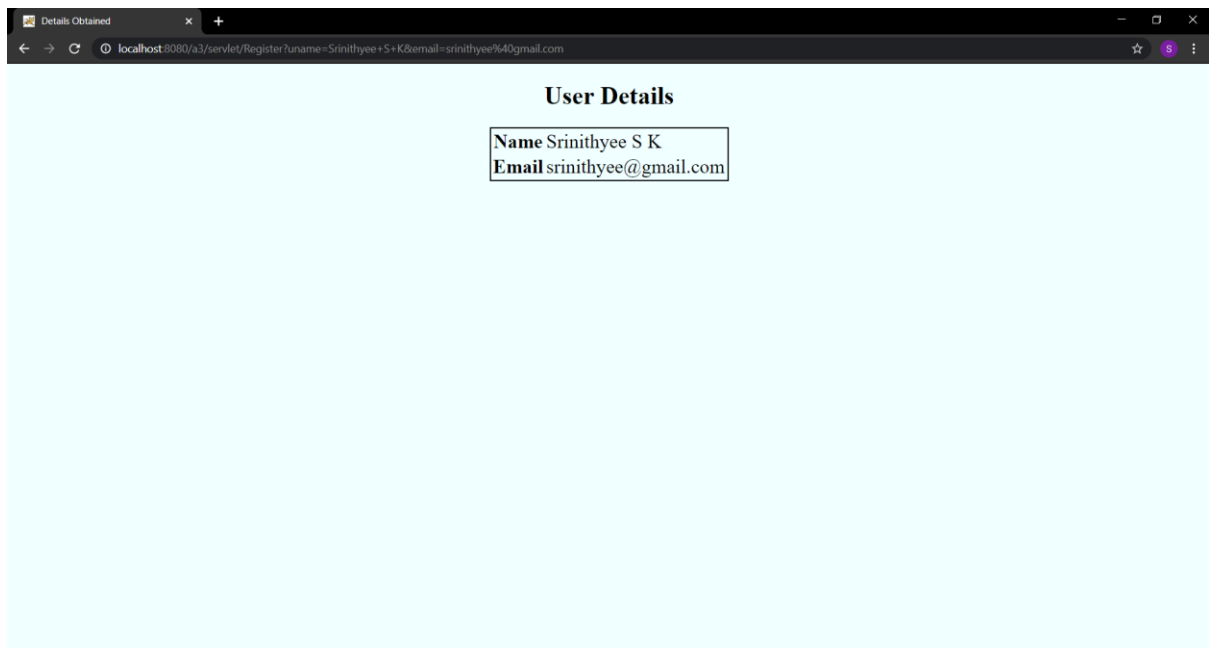 Details Obtained
localhost:8080/a3/servlet/Register?uname=Srinithyee+S+K&email=srinithyee%40gmail.com
S
User Details
Name Srinithyee S K
Email srinithyee@gmail.com